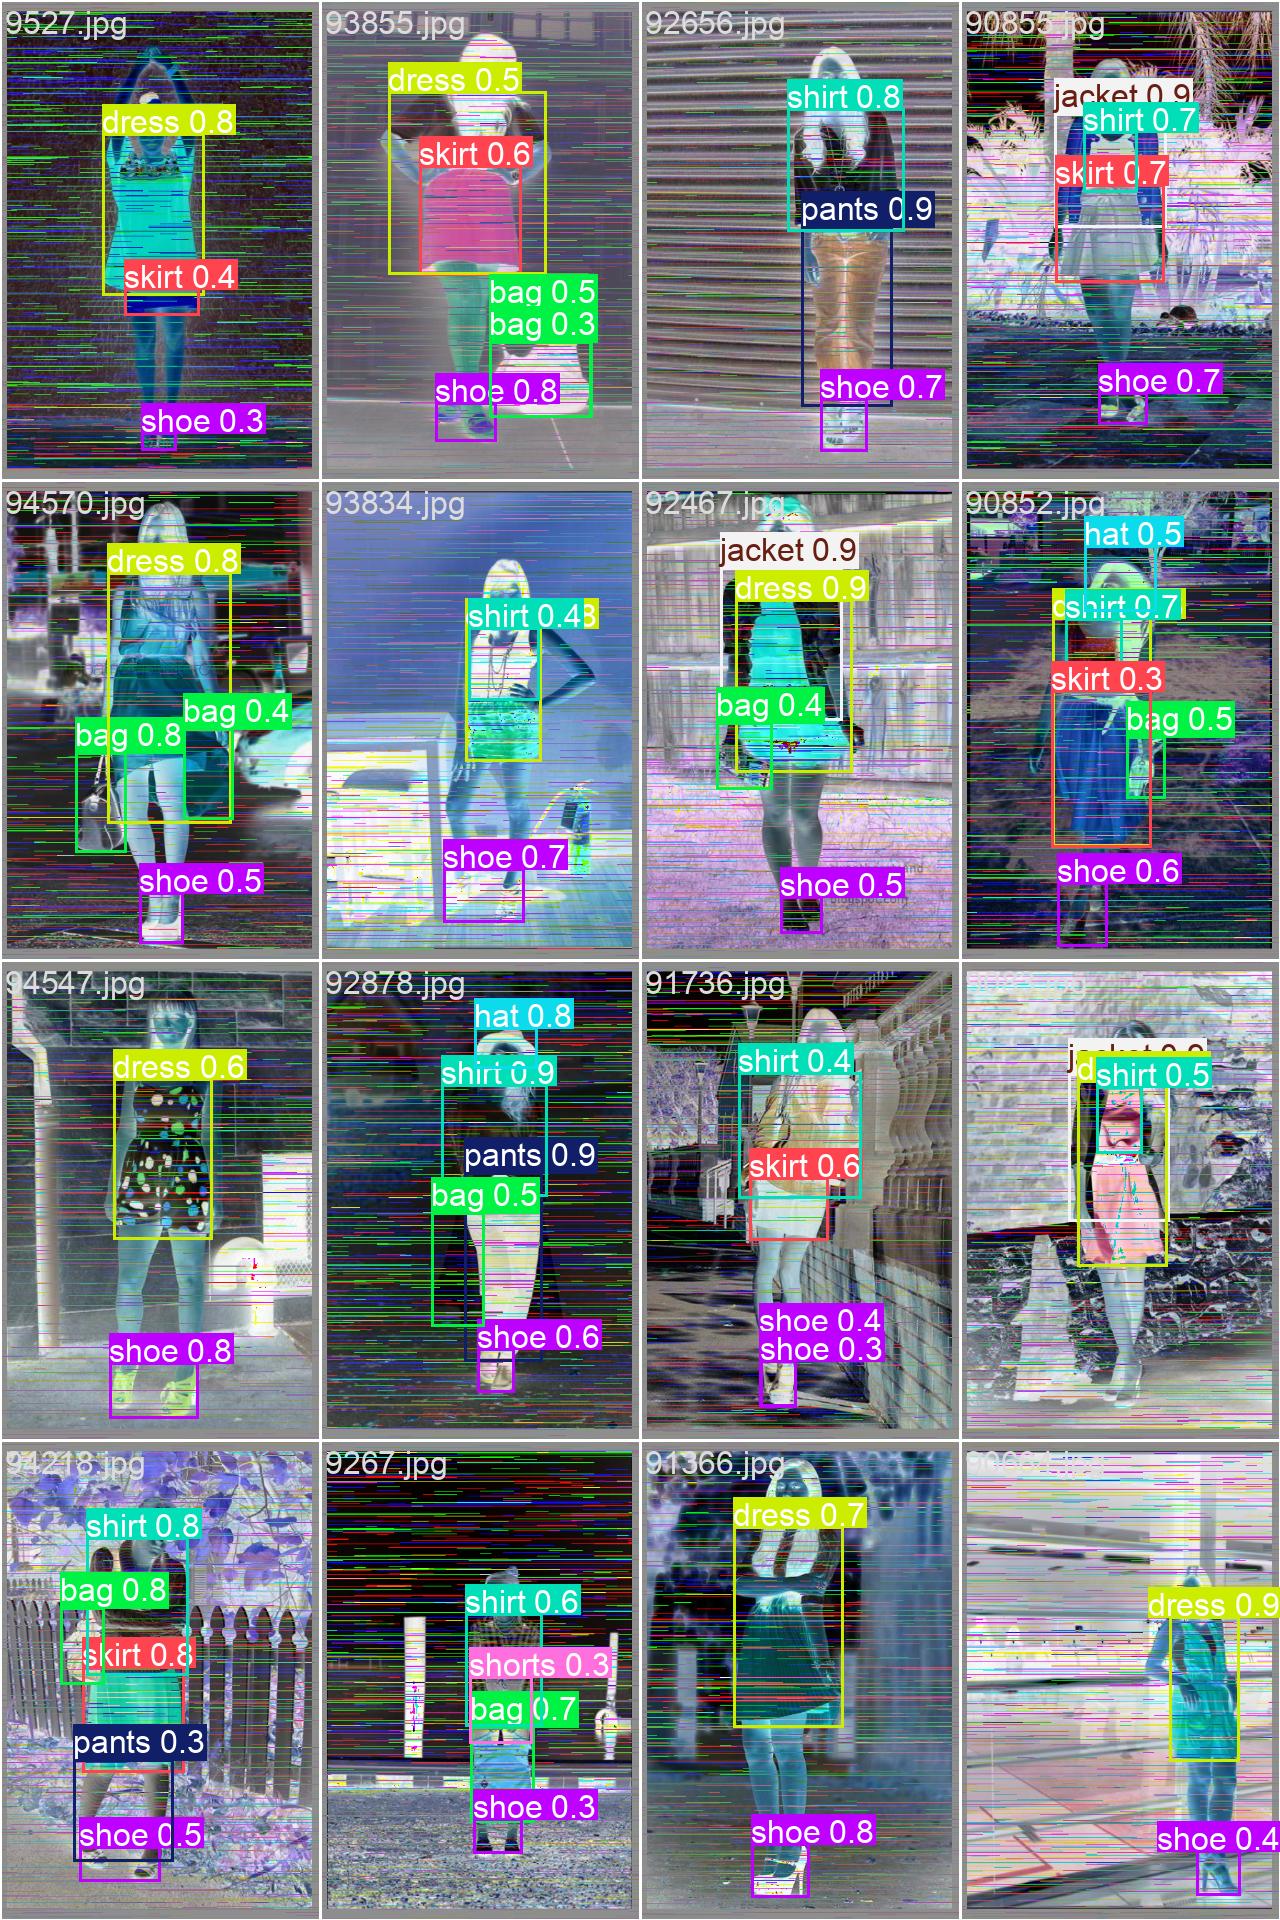 9527.jpg
dress 0.8
skirt 0.4
shoe 0.3
93855.jpg
dress 0.5
skirt 0.6
bag 0.5
bag 0.3
shoe 0.8
92656.jpg
shirt 0.8
pants 0.9
shoe 0.7
90855.jpg
jacket 0.9
shirt 0.7
skirt 0.7
shoe 0.7
94570.jpg
dress 0.8
bag 0.4
bag 0.8
shoe 0.5
93834.jpg
shirt 0.4
shoe 0.7
92467.jpg
jacket 0.9
dress 0.9
bag 0.4
shoe 0.5
90852.jpg
hat 0.5
shirt 0.7
skirt 0.3
bag 0.5
shoe 0.6
94547.jpg
dress 0.6
shoe 0.8
92878.jpg
hat 0.8
shirt 0.9
pants 0.9
bag 0.5
shoe 0.6
91736.jpg
shirt 0.4
skirt 0.6
shoe 0.4
shoe 0.3
jacket 0.9
shirt 0.5
94218.jpg
shirt 0.8
bag 0.8
skirt 0.8
pants 0.3
shoe 0.5
9267.jpg
shirt 0.6
shorts 0.3
bag 0.7
shoe 0.3
91366.jpg
dress 0.7
shoe 0.8
dress 0.9
shoe 0.4